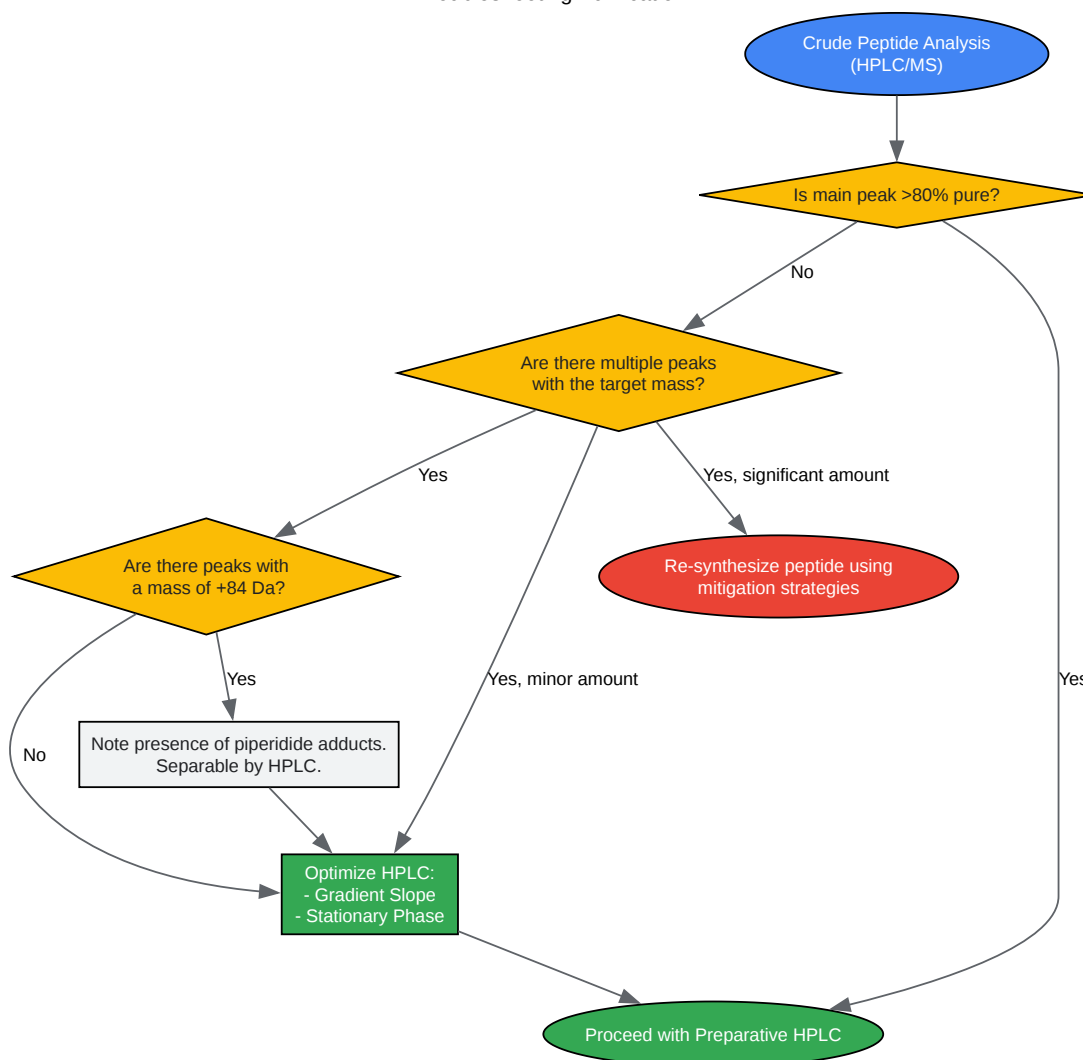 Crude Peptide Analysis
(HPLC/MS)
Is main peak >80% pure?
No
Are there multiple peaks
with the target mass?
Yes
Yes, significant amount
Are there peaks with
a mass of +84 Da?
Re-synthesize peptide using
mitigation strategies
Yes
Yes, minor amount
Yes
No
Note presence of piperidide adducts.
Separable by HPLC.
Optimize HPLC:
- Gradient Slope
- Stationary Phase
Proceed with Preparative HPLC